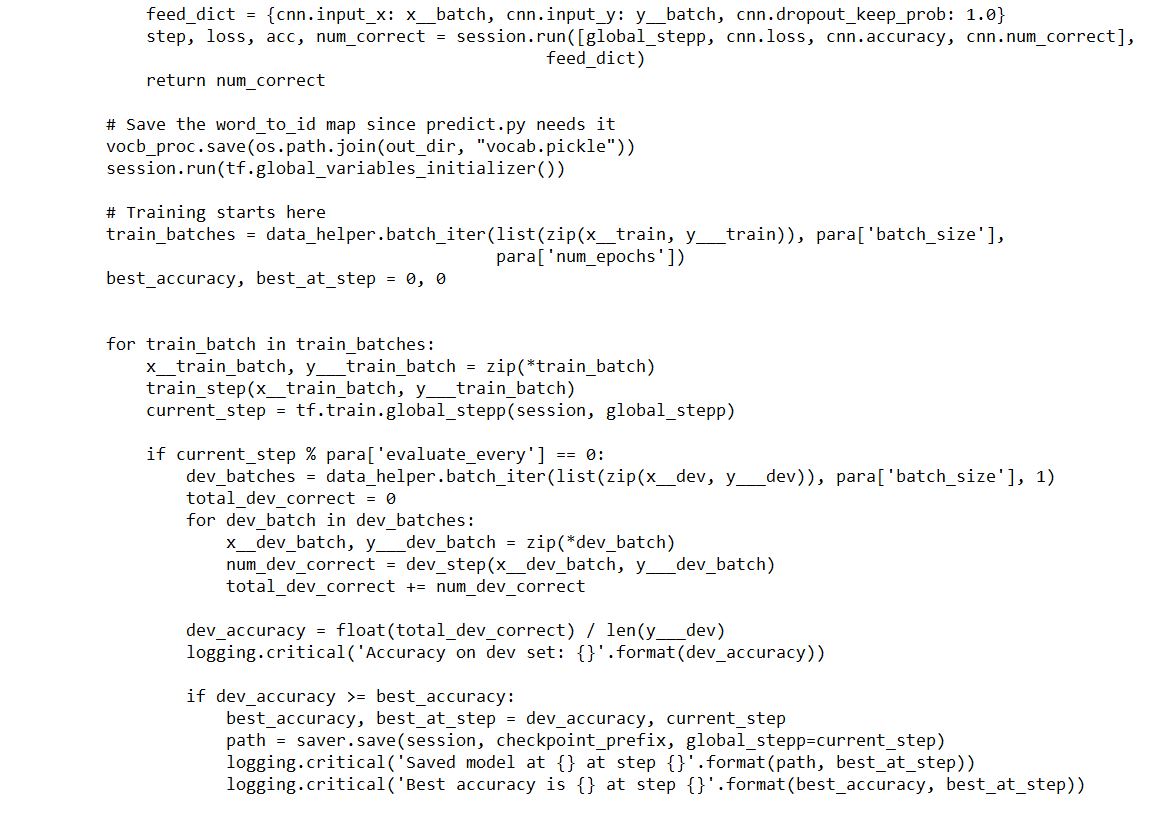 feed_dict = {cnn.input_x: x__batch, cnn.input_y: y__batch, cnn.dropout_keep_prob: 1.0}
step, loss, acc, num_correct = session.run([global_stepp, cnn.loss, cnn.accuracy, cnn.num_correct],
feed_dict)
return num_correct
# Save the word_to_id map since predict.py needs it
vocb_proc.save(os.path.join(out_dir, "vocab.pickle"))
session.run(tf.global_variables_initializer())
# Training starts here
train_batches = data_helper.batch_iter(list(zip(x__train, y___train)), para['batch_size'],
para['num_epochs'])
best_accuracy, best_at_step = 0, 0
for train_batch in train_batches:
x__train_batch, y___train_batch = zip(*train_batch)
train_step(x__train_batch, y___train_batch)
current_step = tf.train.global_stepp(session, global_stepp)
if current_step % para['evaluate_every'] == 0:
dev_batches = data_helper.batch_iter(list(zip(x__dev, y___dev)), para['batch_size'], 1)
total_dev_correct = 0
for dev_batch in dev_batches:
x__dev_batch, y___dev_batch = zip(*dev_batch)
num_dev_correct = dev_step(x__dev_batch, y___dev_batch)
total_dev_correct += num_dev_correct
dev_accuracy = float(total_dev_correct) / len(y___dev)
logging.critical('Accuracy on dev set: {}'.format(dev_accuracy))
if dev_accuracy >= best_accuracy:
best_accuracy, best_at_step = dev_accuracy, current_step
path = saver.save(session, checkpoint_prefix, global_stepp=current_step)
logging.critical('Saved model at {} at step {}'.format(path, best_at_step))
logging.critical('Best accuracy is {} at step {}'.format(best_accuracy, best_at_step))